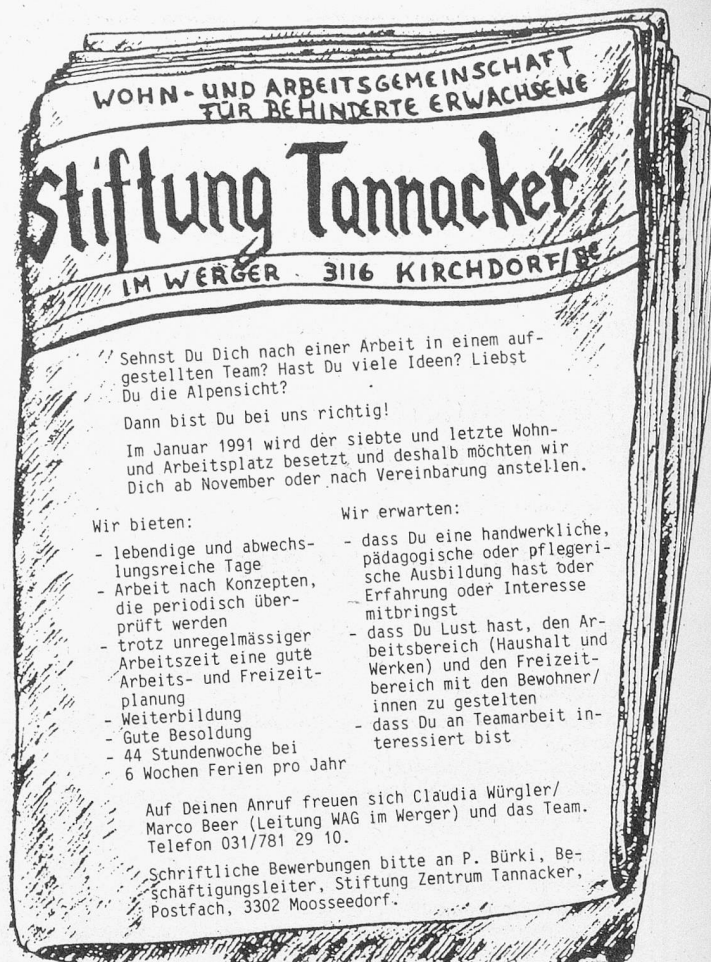 WOHN- UND ARBEITSGEMEINSCHAFT
FÜR BEHINDERTE ERWACHSENE
Stiftung Tannacker
IM WERGER · 3116 KIRCHDORF/BE
Sehnst Du Dich nach einer Arbeit in einem auf-
gestellten Team? Hast Du viele Ideen? Liebst
Du die Alpensicht?
Dann bist Du bei uns richtig!
Im Januar 1991 wird der siebte und letzte Wohn-
und Arbeitsplatz besetzt und deshalb möchten wir
Dich ab November oder nach Vereinbarung anstellen.
Wir bieten:
- lebendige und abwechs-
lungsreiche Tage
- Arbeit nach Konzepten,
die periodisch über-
prüft werden
- trotz unregelmässiger
Arbeitszeit eine gute
Arbeits- und Freizeit-
planung
- Weiterbildung
- Gute Besoldung
- 44 Stundenwoche bei
6 Wochen Ferien pro Jahr
Wir erwarten:
- dass Du eine handwerkliche,
pädagogische oder pflegeri-
sche Ausbildung hast oder
Erfahrung oder Interesse
mitbringst
- dass Du Lust hast, den Ar-
beitsbereich (Haushalt und
Werken) und den Freizeit-
bereich mit den Bewohner/
innen zu gestelten
- dass Du an Teamarbeit in-
teressiert bist
Auf Deinen Anruf freuen sich Claudia Würgler/
Marco Beer (Leitung WAG im Werger) und das Team.
Telefon 031/781 29 10.
Schriftliche Bewerbungen bitte an P. Bürki, Be-
schäftigungsleiter, Stiftung Zentrum Tannacker,
Postfach, 3302 Moosseedorf.